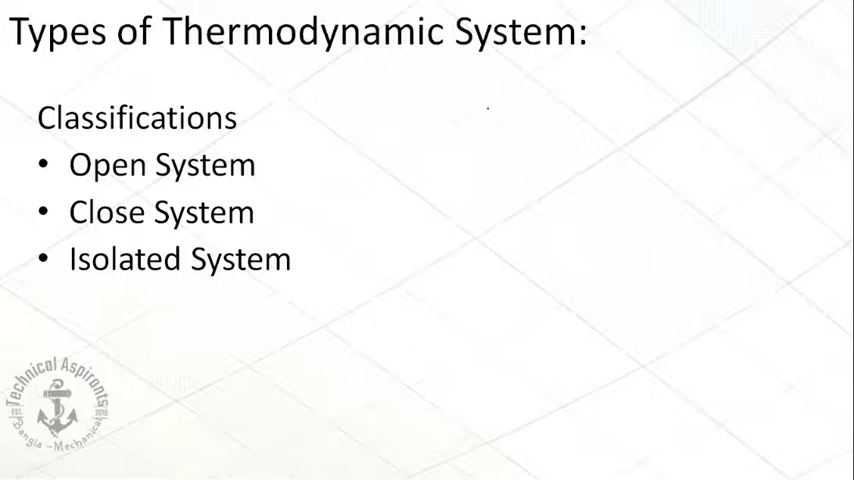 Types of Thermodynamic System:
Classifications
• Open System
• Close System
• Isolated System
Technical Aspirants
Bangla - Mechanical